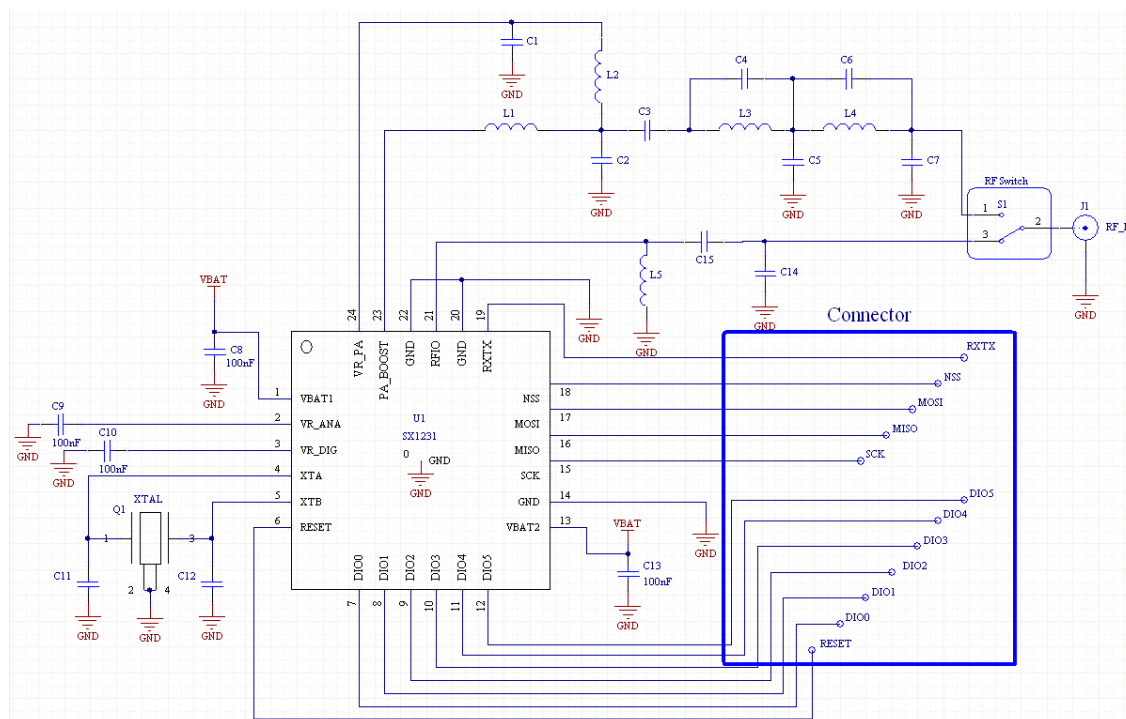 C1
GND
L2
L1
C3
C2
GND
C4
C6
L3
L4
C5
GND
C7
GND
RF Switch
S1
1
2
3
J1
GND
C15
L5
GND
C14
GND
GND
VBAT
C8
100nF
GND
C9
100nF
GND
C10
100nF
GND
24
23
22
21
20
19
VR_PA
PA_BOOST
GND
RFIO
GND
RXTX
1
VBAT1
2
VR_ANA
3
VR_DIG
4
XTA
5
XTB
6
RESET
U1
SX1231
0
GND
GND
NSS
18
MOSI
17
MISO
16
SCK
15
GND
14
VBAT2
13
DIO0
DIO1
DIO2
DIO3
DIO4
DIO5
7
8
9
10
11
12
XTAL
Q1
1
3
2
4
C11
GND
GND
C12
GND
GND
VBAT
C13
100nF
GND
Connector
RXTX
NSS
MOSI
MISO
SCK
DIO5
DIO4
DIO3
DIO2
DIO1
DIO0
RESET